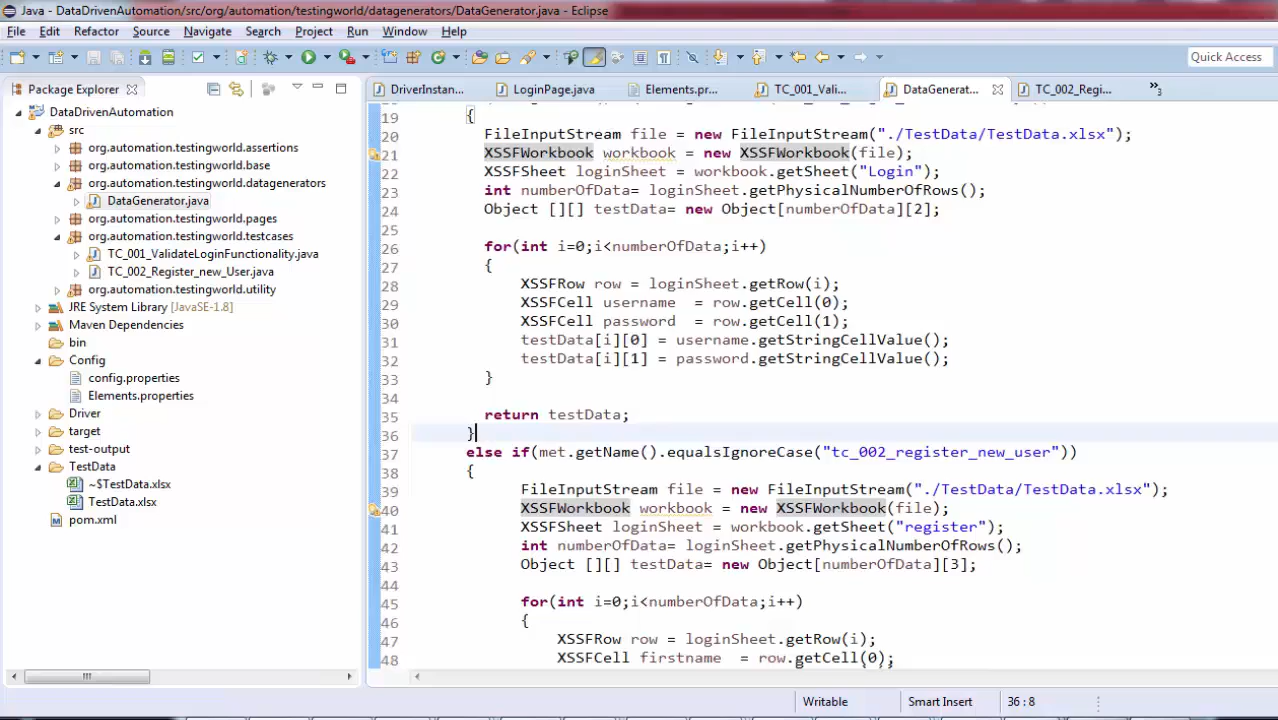 Java - DataDrivenAutomation/src/org/automation/testingworld/datagenerators/DataGenerator.java - Eclipse
File Edit Refactor Source Navigate Search Project Run Window Help
Quick Access
Package Explorer
DriverInstan... LoginPage.java Elements.pr... TC_001_Vali... DataGenerat... TC_002_Regi... »3
DataDrivenAutomation
src
org.automation.testingworld.assertions
org.automation.testingworld.base
org.automation.testingworld.datagenerators
DataGenerator.java
org.automation.testingworld.pages
org.automation.testingworld.testcases
TC_001_ValidateLoginFunctionality.java
TC_002_Register_new_User.java
org.automation.testingworld.utility
JRE System Library [JavaSE-1.8]
Maven Dependencies
bin
Config
config.properties
Elements.properties
Driver
target
test-output
TestData
~$TestData.xlsx
TestData.xlsx
pom.xml
19 {
20 FileInputStream file = new FileInputStream("./TestData/TestData.xlsx");
21 XSSFWorkbook workbook = new XSSFWorkbook(file);
22 XSSFSheet loginSheet = workbook.getSheet("Login");
23 int numberOfData= loginSheet.getPhysicalNumberOfRows();
24 Object [][] testData= new Object[numberOfData][2];
25
26 for(int i=0;i<numberOfData;i++)
27 {
28 XSSFRow row = loginSheet.getRow(i);
29 XSSFCell username = row.getCell(0);
30 XSSFCell password = row.getCell(1);
31 testData[i][0] = username.getStringCellValue();
32 testData[i][1] = password.getStringCellValue();
33 }
34
35 return testData;
36 }
37 else if(met.getName().equalsIgnoreCase("tc_002_register_new_user"))
38 {
39 FileInputStream file = new FileInputStream("./TestData/TestData.xlsx");
40 XSSFWorkbook workbook = new XSSFWorkbook(file);
41 XSSFSheet loginSheet = workbook.getSheet("register");
42 int numberOfData= loginSheet.getPhysicalNumberOfRows();
43 Object [][] testData= new Object[numberOfData][3];
44
45 for(int i=0;i<numberOfData;i++)
46 {
47 XSSFRow row = loginSheet.getRow(i);
48 XSSFCell firstname = row.getCell(0);
Writable Smart Insert 36 : 8